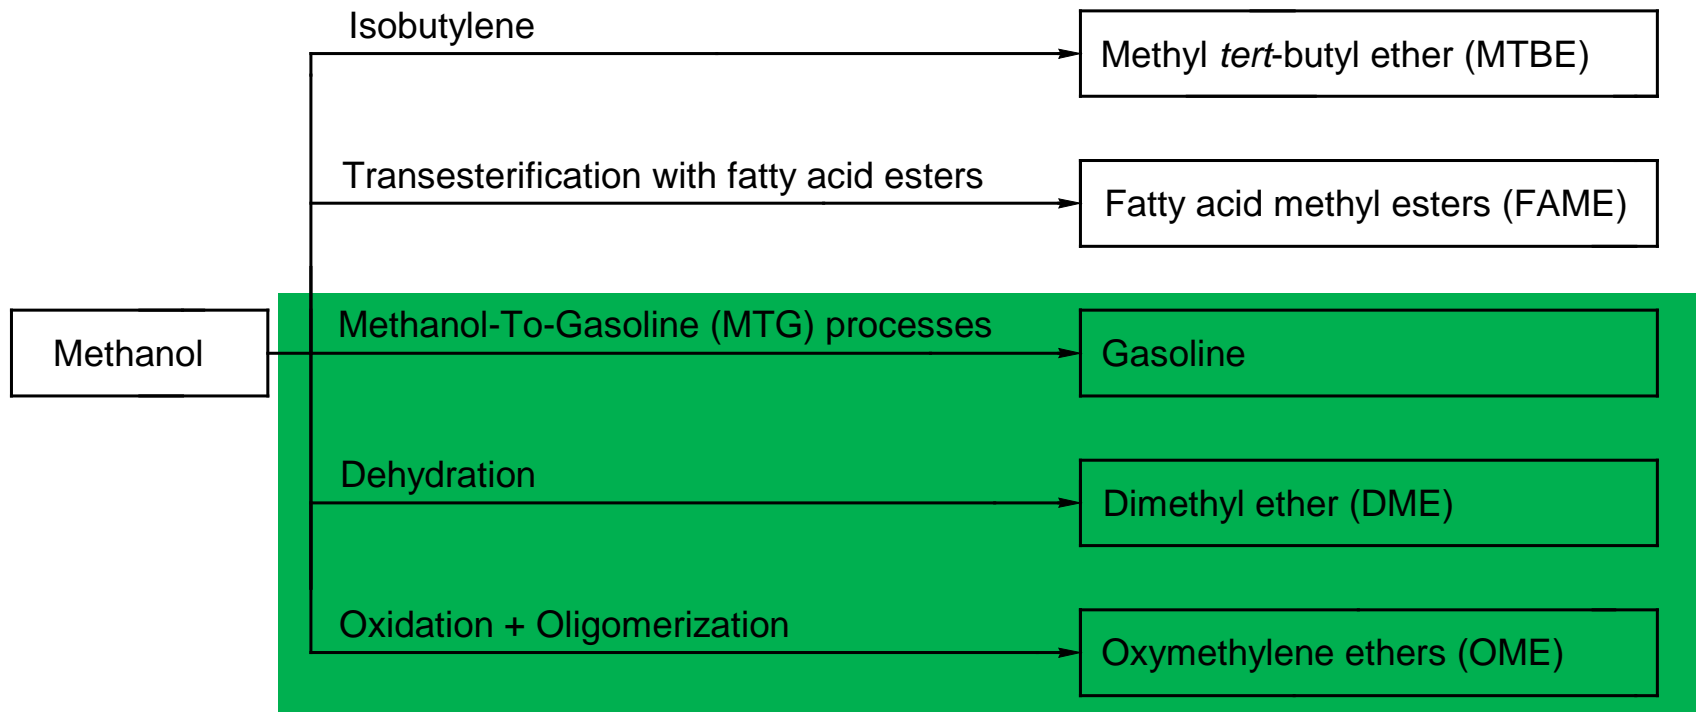 Isobutylene
Methyl tert-butyl ether (MTBE)
Transesterification with fatty acid esters
Fatty acid methyl esters (FAME)
Methanol
Methanol-To-Gasoline (MTG) processes
Gasoline
Dehydration
Dimethyl ether (DME)
Oxidation + Oligomerization
Oxymethylene ethers (OME)